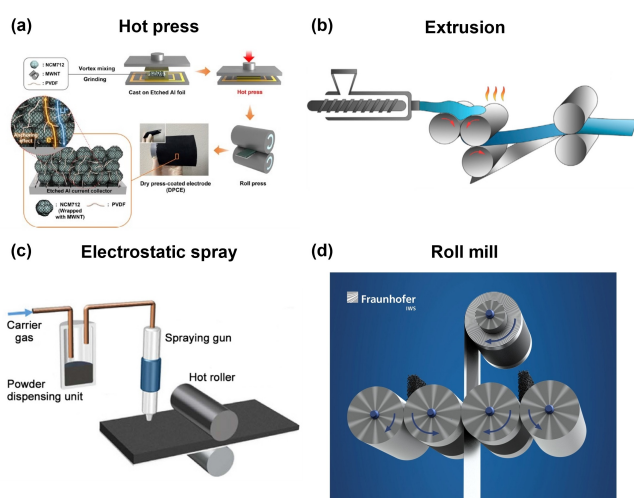 (a)
Hot press
: NCM712
: MWNT
: PVDF
Vortex mixing
Grinding
Cast on Etched Al foil
Hot press
Anchoring
effect
Etched Al current collector
Dry press-coated electrode
(DPCE)
Roll press
: NCM712
(Wrapped
with MWNT)
: PVDF
(b)
Extrusion
(c)
Electrostatic spray
Carrier
gas
Powder
dispensing unit
Spraying gun
Hot roller
(d)
Roll mill
Fraunhofer
IWS